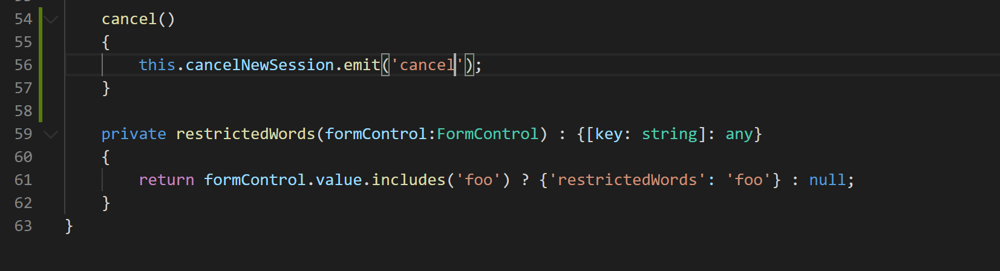 54 cancel()
55 {
56 this.cancelNewSession.emit('cancel');
57 }
58
59 private restrictedWords(formControl:FormControl) : {[key: string]: any}
60 {
61 return formControl.value.includes('foo') ? {'restrictedWords': 'foo'} : null;
62 }
63 }